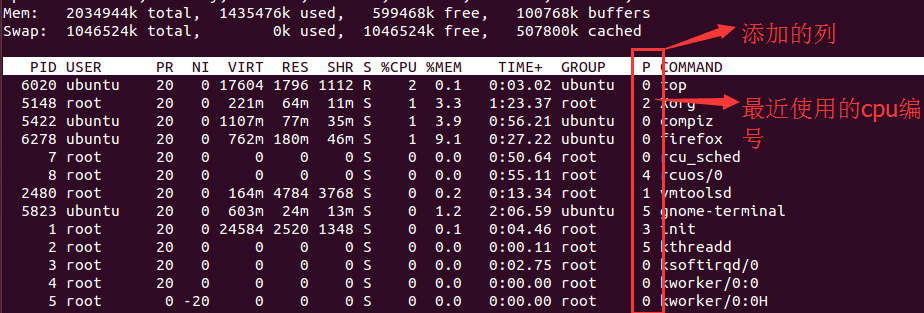 Mem:   2034944k total,  1435476k used,   599468k free,   100768k buffers
Swap:  1046524k total,        0k used,  1046524k free,   507800k cached
添加的列
PID USER      PR  NI  VIRT  RES  SHR S %CPU %MEM    TIME+  GROUP    P COMMAND
6020 ubuntu    20   0 17604 1796 1112 R    2  0.1   0:03.02 ubuntu   0 top
5148 root      20   0  221m  64m  11m S    1  3.3   1:23.37 root     2 Xorg
5422 ubuntu    20   0 1107m  77m  35m S    1  3.9   0:56.21 ubuntu   0 compiz
6278 ubuntu    20   0  762m 180m  46m S    1  9.1   0:27.22 ubuntu   0 firefox
最近使用的cpu编
号
7 root      20   0     0    0    0 S    0  0.0   0:50.64 root     0 rcu_sched
8 root      20   0     0    0    0 S    0  0.0   0:55.11 root     4 rcuos/0
2480 root      20   0  164m 4784 3768 S    0  0.2   0:13.34 root     1 vmtoolsd
5823 ubuntu    20   0  603m  24m  13m S    0  1.2   2:06.59 ubuntu   5 gnome-terminal
1 root      20   0 24584 2520 1348 S    0  0.1   0:04.46 root     3 init
2 root      20   0     0    0    0 S    0  0.0   0:00.11 root     5 kthreadd
3 root      20   0     0    0    0 S    0  0.0   0:02.75 root     0 ksoftirqd/0
4 root      20   0     0    0    0 S    0  0.0   0:00.00 root     0 kworker/0:0
5 root       0 -20     0    0    0 S    0  0.0   0:00.00 root     0 kworker/0:0H